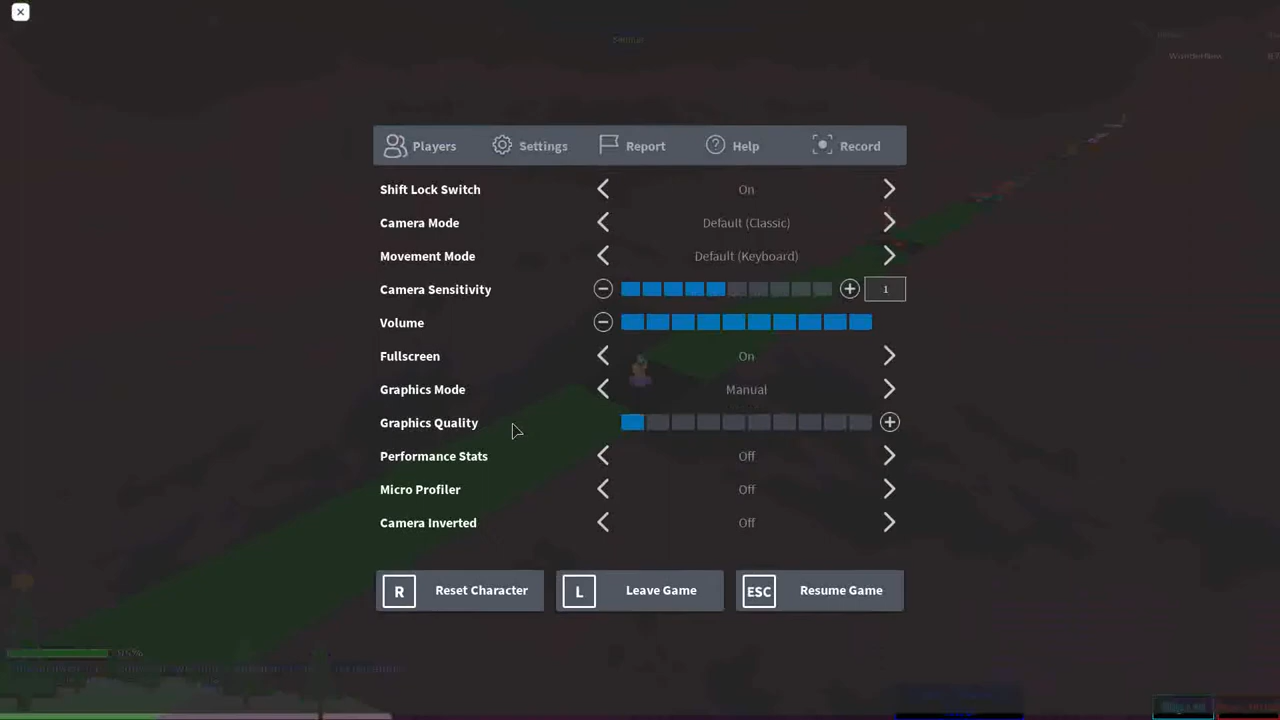 Players Settings Report Help Record
Shift Lock Switch On
Camera Mode Default (Classic)
Movement Mode Default (Keyboard)
Camera Sensitivity 1
Volume
Fullscreen On
Graphics Mode Manual
Graphics Quality
Performance Stats Off
Micro Profiler Off
Camera Inverted Off
R Reset Character L Leave Game ESC Resume Game